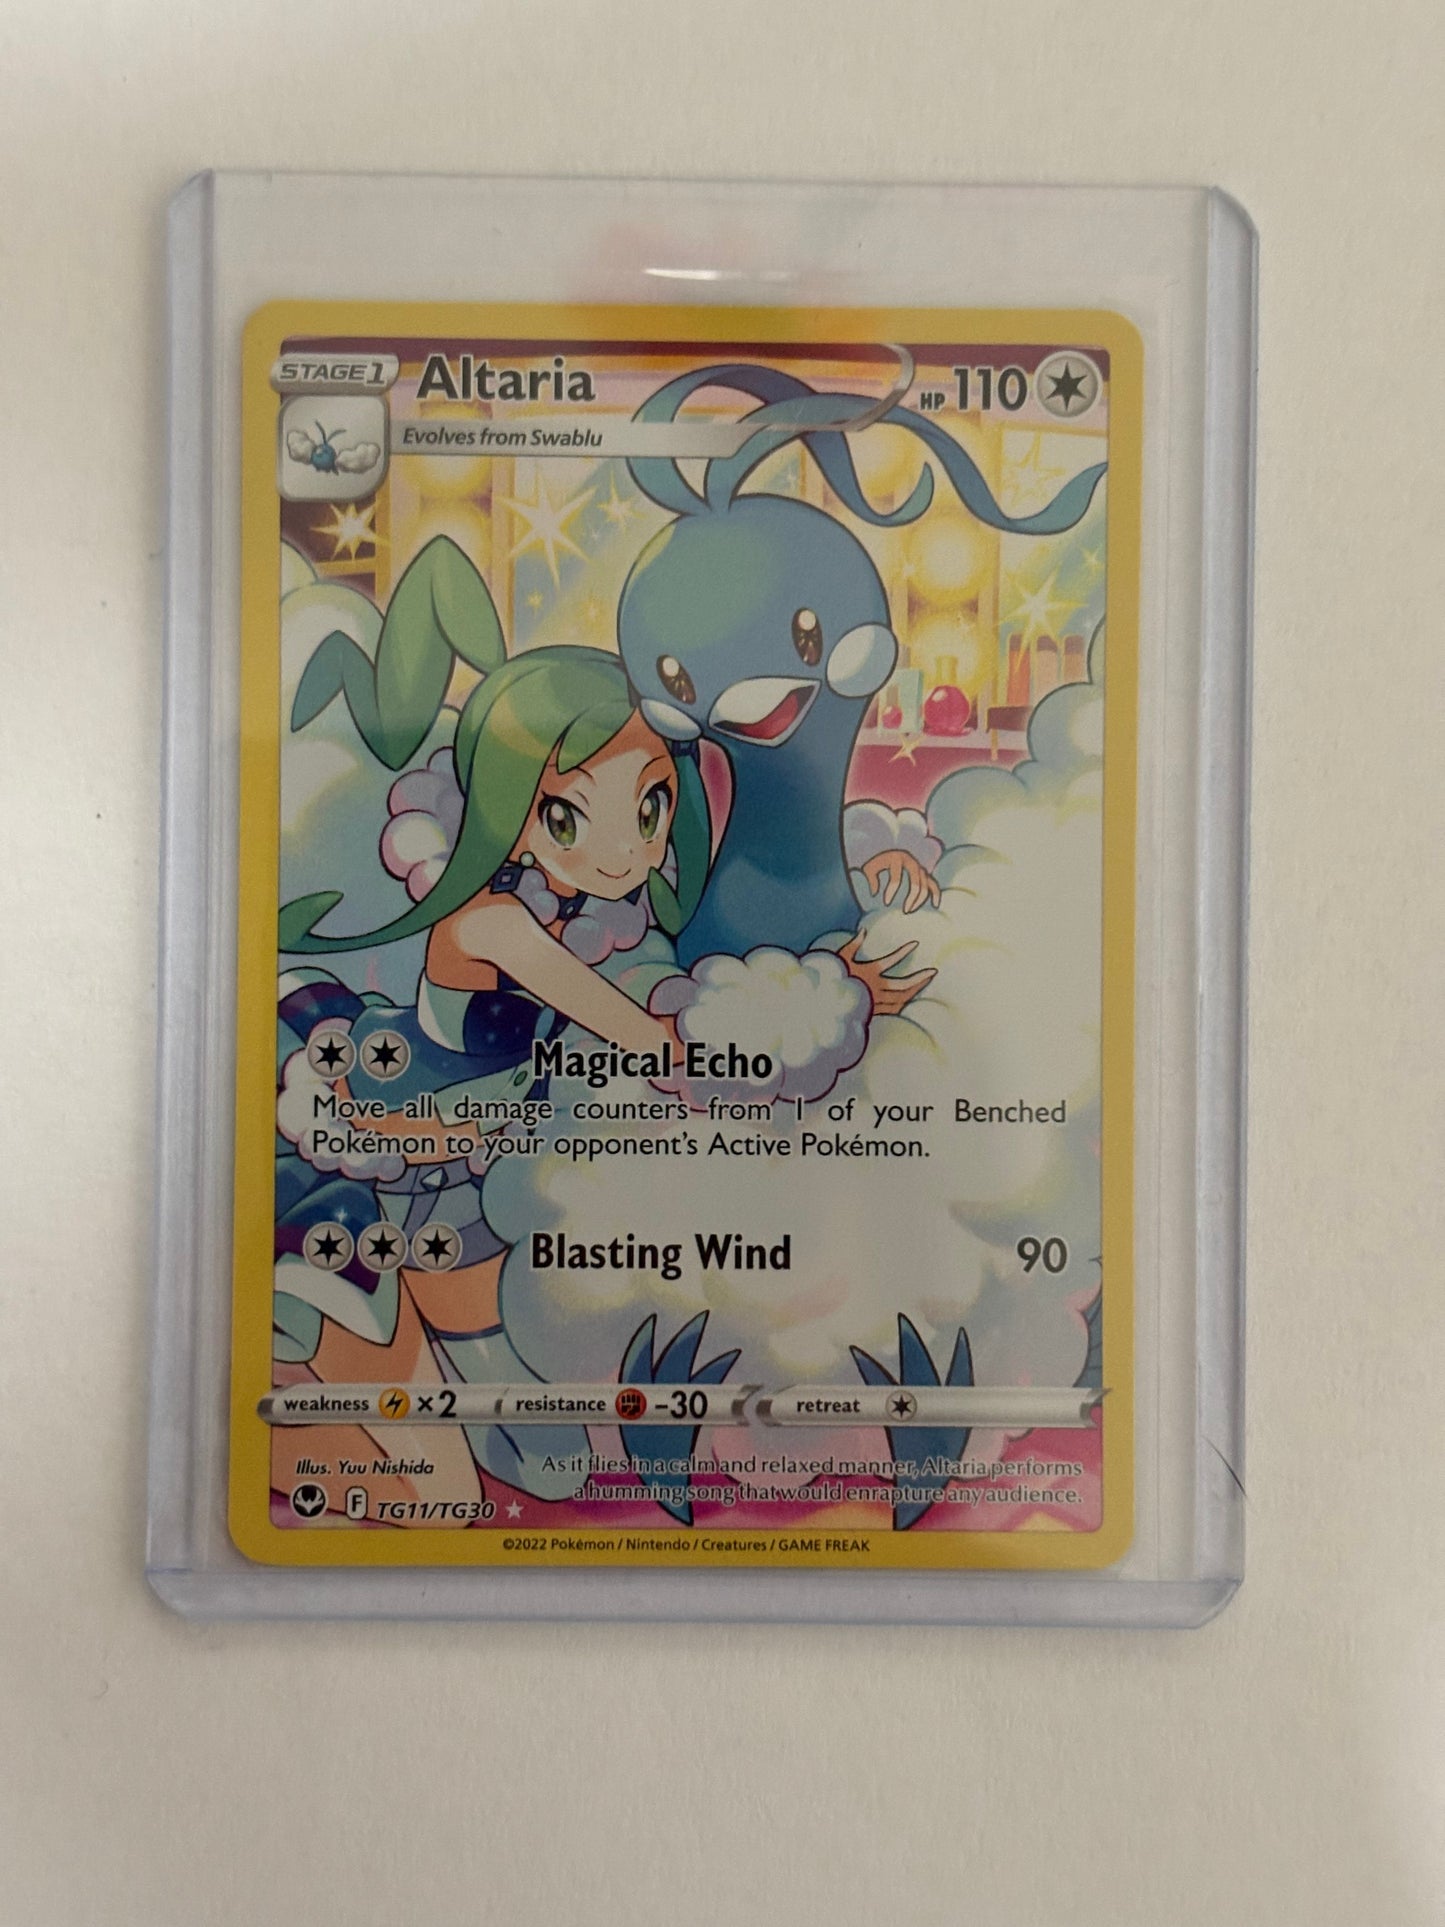 STAGE 1
Altaria
HP 110
Evolves from Swablu
Magical Echo
Move all damage counters from 1 of your Benched
Pokémon to your opponent's Active Pokémon.
Blasting Wind 90
weakness ×2 resistance -30 retreat
Illus. Yuu Nishida
As it flies in a calm and relaxed manner, Altaria performs
a humming song that would enrapture any audience.
F TG11/TG30
©2022 Pokémon / Nintendo / Creatures / GAME FREAK